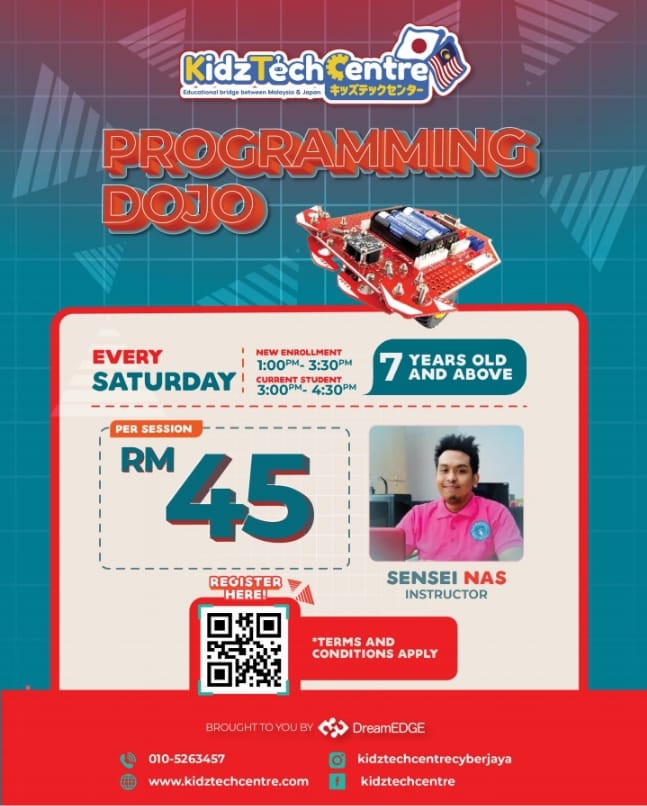 KidzTechCentre
Educational bridge between Malaysia & Japan
キッズテックセンター
PROGRAMMING
DOJO
EVERY
SATURDAY
NEW ENROLLMENT
1:00PM- 3:30PM
CURRENT STUDENT
3:00PM- 4:30PM
7 YEARS OLD
AND ABOVE
PER SESSION
RM 45
SENSEI NAS
INSTRUCTOR
REGISTER
HERE!
*TERMS AND
CONDITIONS APPLY
BROUGHT TO YOU BY DreamEDGE
010-5263457
kidztechcentrecyberjaya
www.kidztechcentre.com
kidztechcentre